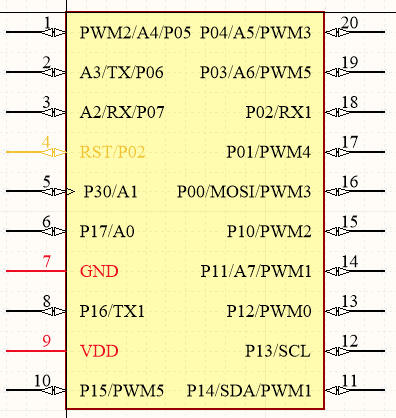 1 PWM2/A4/P05 P04/A5/PWM3 20
2 A3/TX/P06 P03/A6/PWM5 19
3 A2/RX/P07 P02/RX1 18
4 RST/P02 P01/PWM4 17
5 P30/A1 P00/MOSI/PWM3 16
6 P17/A0 P10/PWM2 15
7 GND P11/A7/PWM1 14
8 P16/TX1 P12/PWM0 13
9 VDD P13/SCL 12
10 P15/PWM5 P14/SDA/PWM1 11